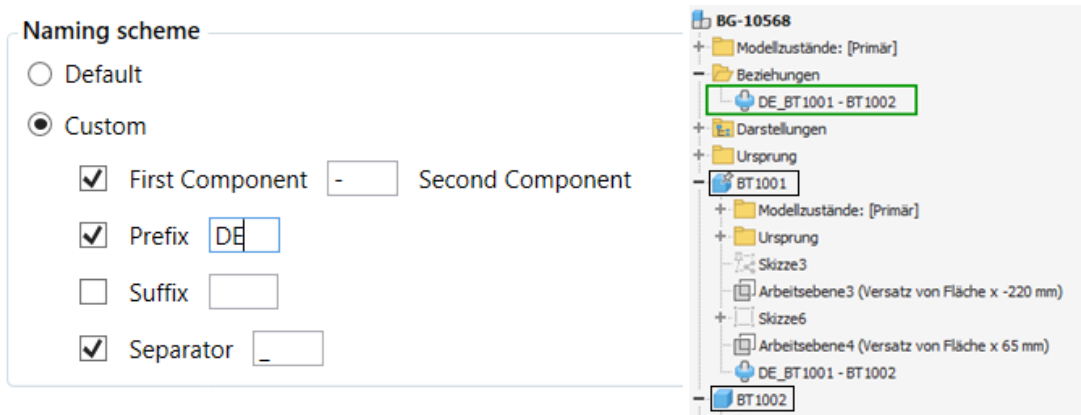 Naming scheme
Default
Custom
First Component - Second Component
Prefix DE
Suffix
Separator _
BG-10568
Modellzustände: [Primär]
Beziehungen
DE_BT1001 - BT1002
Darstellungen
Ursprung
BT1001
Modellzustände: [Primär]
Ursprung
Skizze3
Arbeitsebene3 (Versatz von Fläche x -220 mm)
Skizze6
Arbeitsebene4 (Versatz von Fläche x 65 mm)
DE_BT1001 - BT1002
BT1002